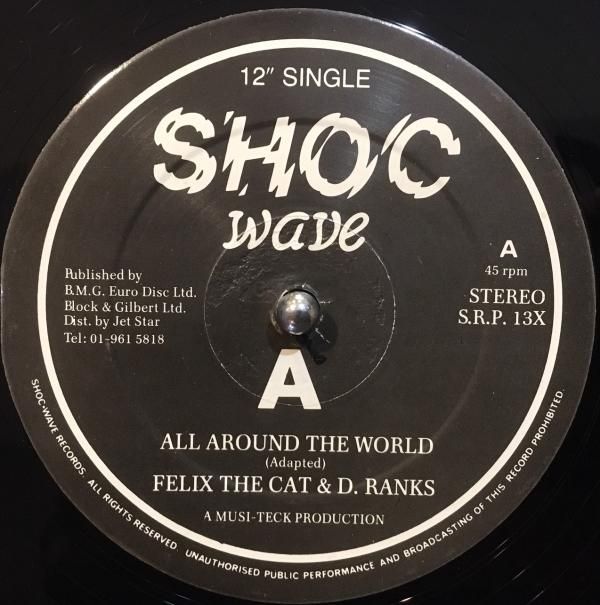 12″ SINGLE
SHOC
wave
Published by
B.M.G. Euro Disc Ltd.
Block & Gilbert Ltd.
Dist. by Jet Star
Tel: 01-961 5818
A
45 rpm
STEREO
S.R.P. 13X
A
ALL AROUND THE WORLD
(Adapted)
FELIX THE CAT & D. RANKS
A MUSI-TECK PRODUCTION
SHOC-WAVE RECORDS. ALL RIGHTS RESERVED. UNAUTHORISED PUBLIC PERFORMANCE AND BROADCASTING OF THIS RECORD PROHIBITED.